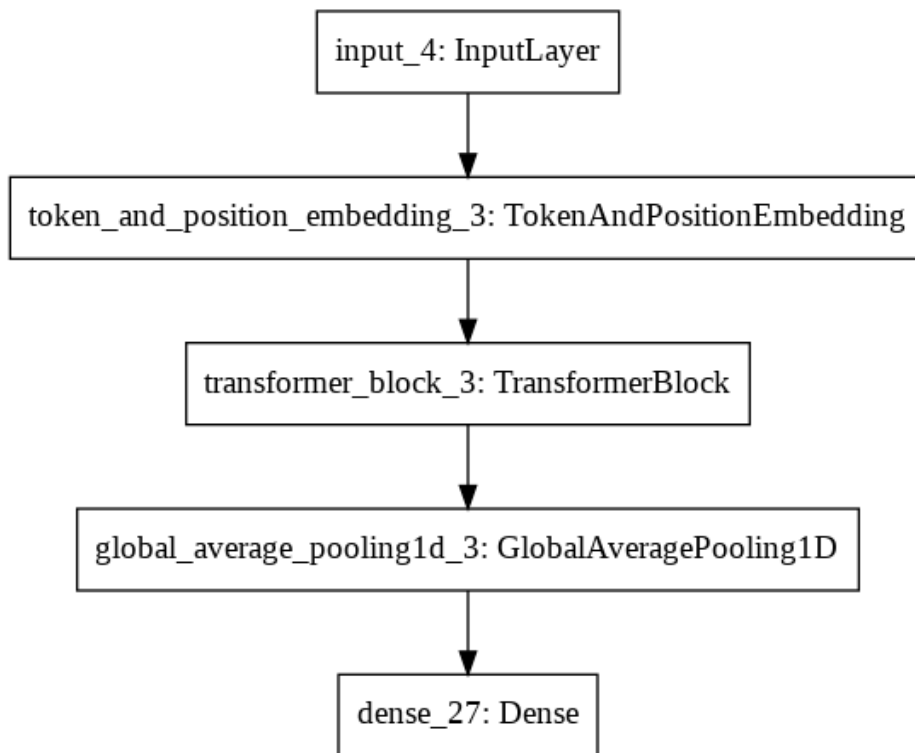 input_4: InputLayer
token_and_position_embedding_3: TokenAndPositionEmbedding
transformer_block_3: TransformerBlock
global_average_pooling1d_3: GlobalAveragePooling1D
dense_27: Dense